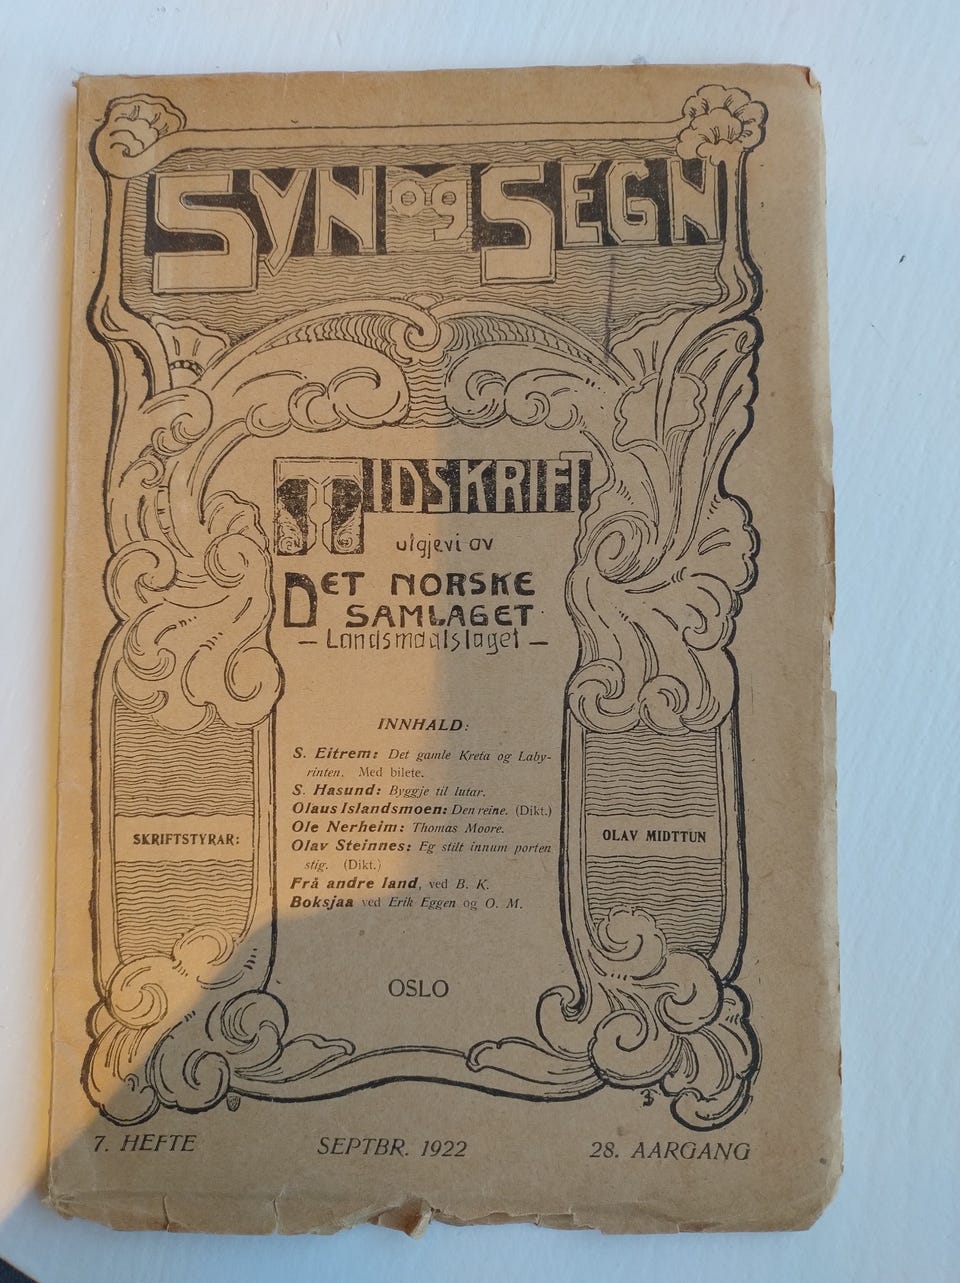 SYN og SEGN
TIDSKRIFT
utgjevi av
DET NORSKE
SAMLAGET
– Landsmaalslaget –
INNHALD:
S. Eitrem: Det gamle Kreta og Laby-
rinten. Med bilete.
S. Hasund: Byggje til lutar.
Olaus Islandsmoen: Den reine. (Dikt.)
Ole Nerheim: Thomas Moore.
Olav Steinnes: Eg stilt innum porten
stig. (Dikt.)
Frå andre land, ved B. K.
Boksjaa ved Erik Eggen og O. M.
SKRIFTSTYRAR:
OLAV MIDTTUN
OSLO
7. HEFTE
SEPTBR. 1922
28. AARGANG